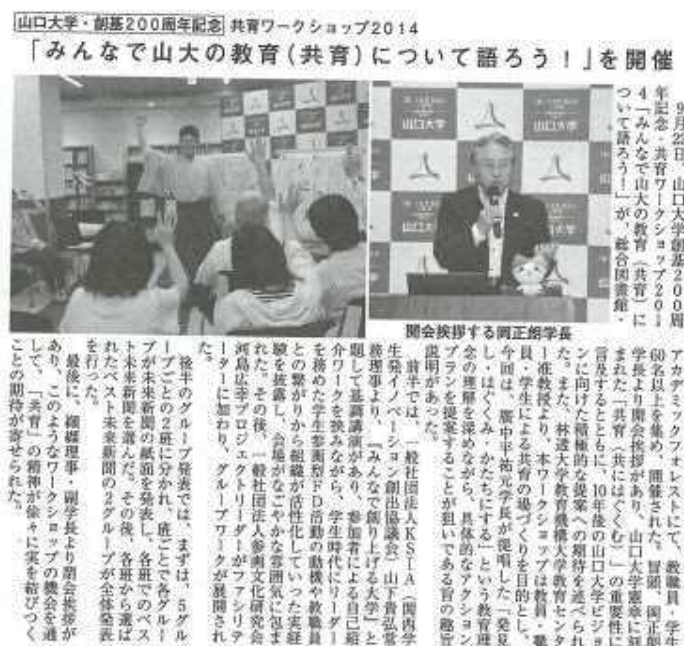 山口大学・創基200周年記念 共育ワークショップ2014
「みんなで山大の教育(共育)について語ろう！」を開催
9月22日、山口大学創基200周
年記念 共育ワークショップ201
4「みんなで山大の教育(共育)に
ついて語ろう！」が、総合図書館・
開会挨拶する岡正朗学長
アカデミックフォレストにて、教職員・学生
60名以上を集め、開催された。冒頭、岡正朗
学長より開会挨拶があり、山口大学憲章に刻
まれた「共育(共にはぐくむ)」の重要性に
言及するとともに、10年後の山口大学ビジョ
ンに向けた積極的な提案への期待を述べられ
た。また、林透大学教育機構大学教育センタ
ー准教授より、本ワークショップは教員・職
員・学生による共育の場づくりを目的とし、
今回は、廣中平祐元学長が提唱した「発見
し・はぐくみ・かたちにする」という教育理
念の理解を深めながら、具体的なアクション
プランを提案することが狙いである旨の趣旨
説明があった。
前半では、一般社団法人KSIA(関西学
生発イノベーション創出協議会)山下貴弘常
務理事より、「みんなで創り上げる大学」と
題して基調講演があり、参加者による自己紹
介ワークを挟みながら、学生時代にリーダー
を務めた学生参画型FD活動の動機や教職員
との繋がりから組織が活性化していった実経
験を披露し、会場がなごやかな雰囲気に包ま
れた。その後、一般社団法人参画文化研究会
河島広幸プロジェクトリーダーがファシリテ
ーターに加わり、グループワークが展開され
た。
後半のグループ発表では、まずは、5グル
ープごとの2班に分かれ、班ごとで各グルー
プが未来新聞の紙面を発表し、各班でのベス
ト未来新聞を選んだ。その後、各班から選ば
れたベスト未来新聞の2グループが全体発表
を行った。
最後に、纐纈理事・副学長より閉会挨拶が
あり、このようなワークショップの機会を通
して、「共育」の精神が徐々に実を結びつく
ことの期待が寄せられた。
山口大学
山口大学